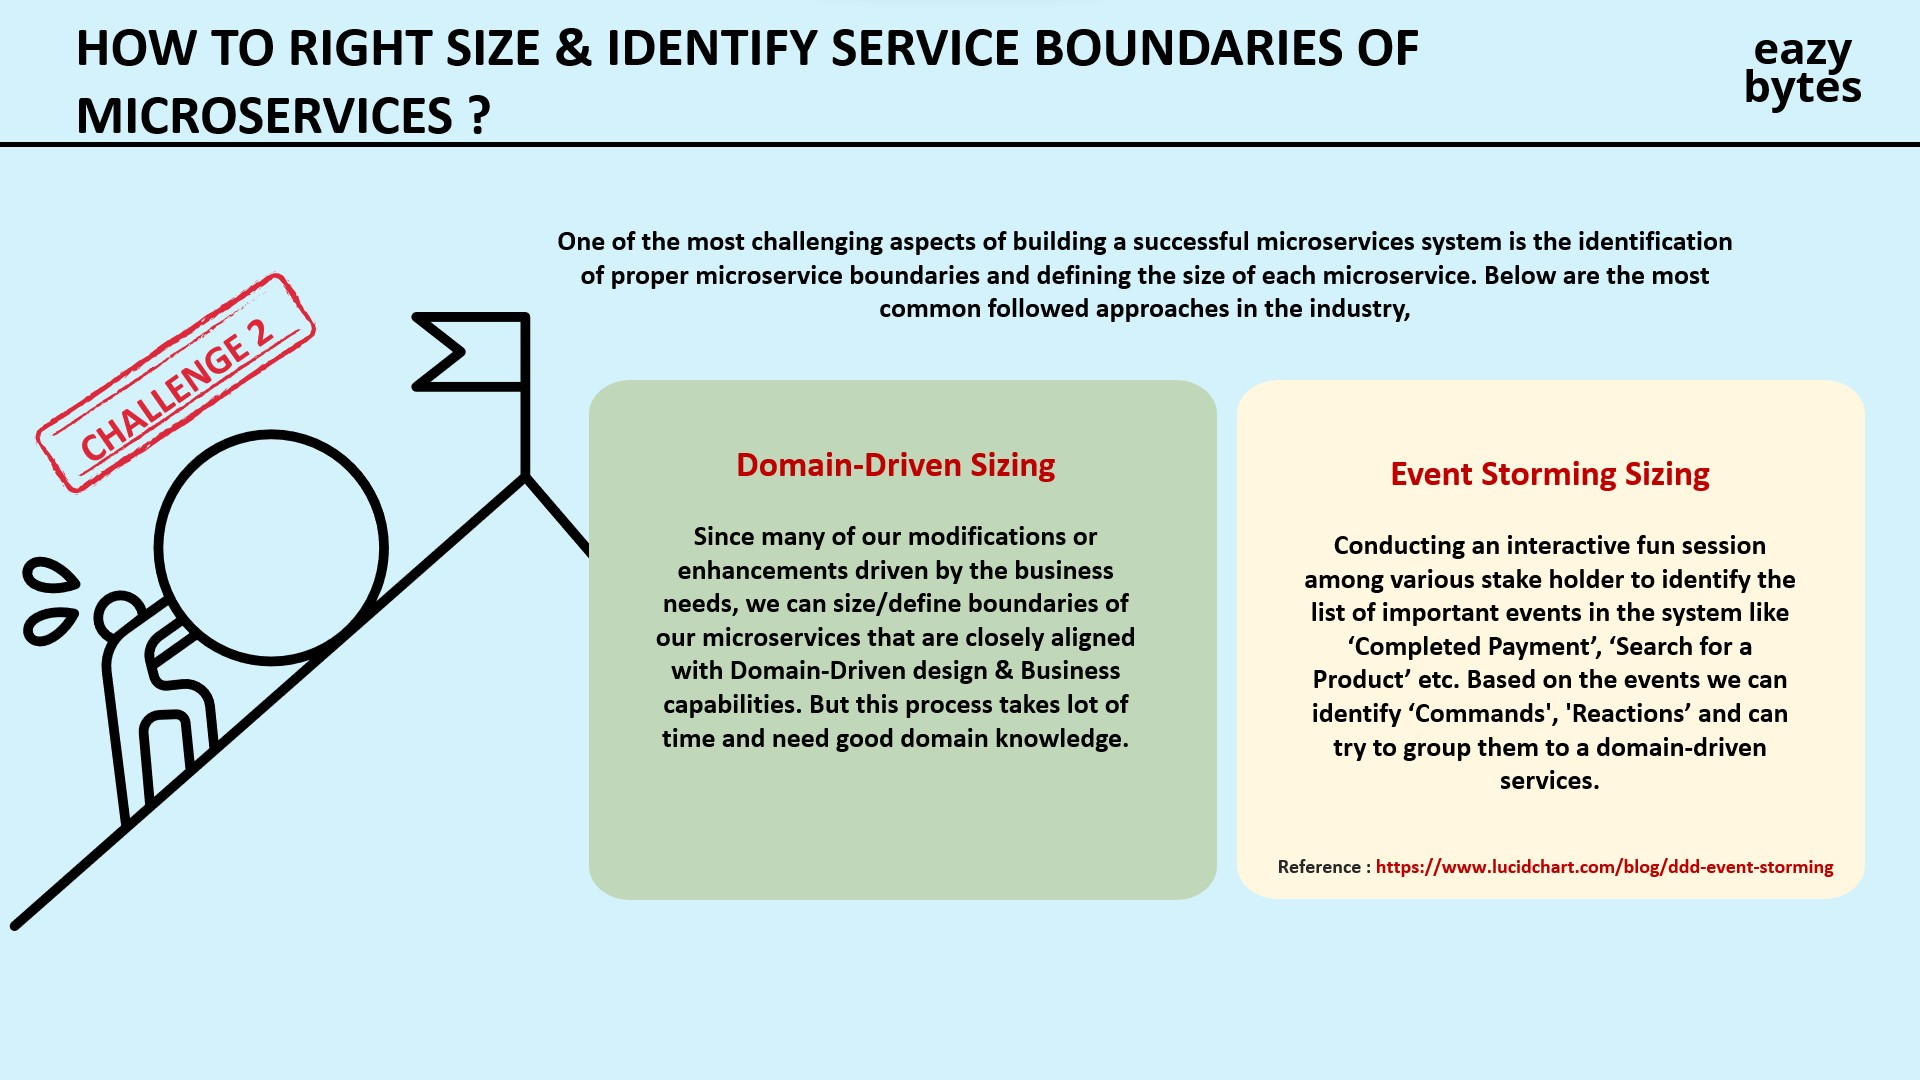 HOW TO RIGHT SIZE & IDENTIFY SERVICE BOUNDARIES OF
MICROSERVICES ?
eazy
bytes
One of the most challenging aspects of building a successful microservices system is the identification
of proper microservice boundaries and defining the size of each microservice. Below are the most
common followed approaches in the industry,
CHALLENGE 2
Domain-Driven Sizing
Since many of our modifications or
enhancements driven by the business
needs, we can size/define boundaries of
our microservices that are closely aligned
with Domain-Driven design & Business
capabilities. But this process takes lot of
time and need good domain knowledge.
Event Storming Sizing
Conducting an interactive fun session
among various stake holder to identify the
list of important events in the system like
‘Completed Payment’, ‘Search for a
Product’ etc. Based on the events we can
identify ‘Commands', 'Reactions’ and can
try to group them to a domain-driven
services.
Reference : https://www.lucidchart.com/blog/ddd-event-storming